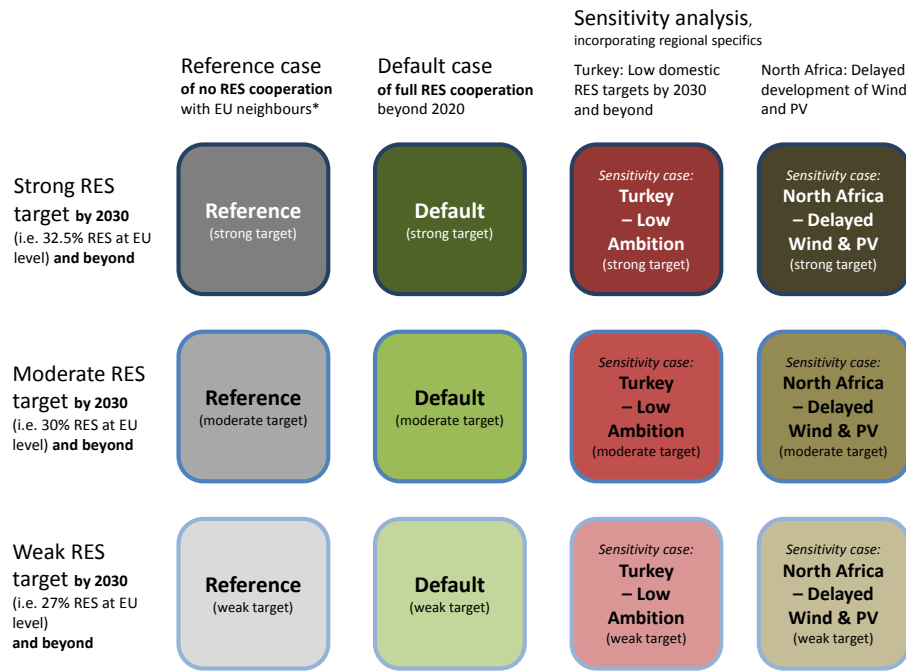 Sensitivity analysis,
incorporating regional specifics
Reference case
of no RES cooperation
with EU neighbours*
Default case
of full RES cooperation
beyond 2020
Turkey: Low domestic
RES targets by 2030
and beyond
North Africa: Delayed
development of Wind
and PV
Strong RES
target by 2030
(i.e. 32.5% RES at EU
level) and beyond
Reference
(strong target)
Default
(strong target)
Sensitivity case:
Turkey
– Low
Ambition
(strong target)
Sensitivity case:
North Africa
– Delayed
Wind & PV
(strong target)
Moderate RES
target by 2030
(i.e. 30% RES at EU
level) and beyond
Reference
(moderate target)
Default
(moderate target)
Sensitivity case:
Turkey
– Low
Ambition
(moderate target)
Sensitivity case:
North Africa
– Delayed
Wind & PV
(moderate target)
Weak RES
target by 2030
(i.e. 27% RES at EU
level)
and beyond
Reference
(weak target)
Default
(weak target)
Sensitivity case:
Turkey
– Low
Ambition
(weak target)
Sensitivity case:
North Africa
– Delayed
Wind & PV
(weak target)